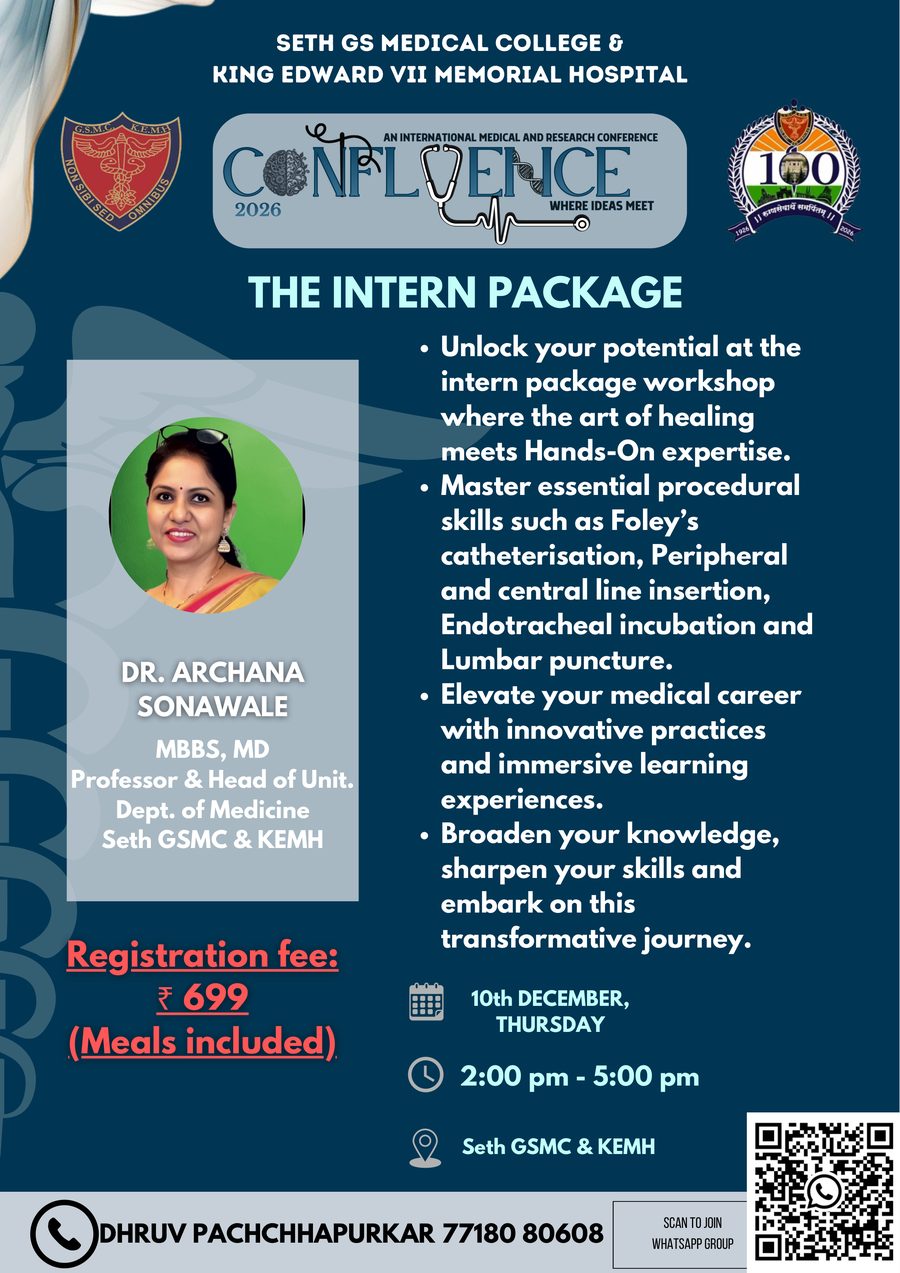 SETH GS MEDICAL COLLEGE &
KING EDWARD VII MEMORIAL HOSPITAL
G.S.M.C. K.E.M.H.
NON SIBI SED OMNIBUS
AN INTERNATIONAL MEDICAL AND RESEARCH CONFERENCE
CONFLUENCE
2026
WHERE IDEAS MEET
100
1926
2026
THE INTERN PACKAGE
• Unlock your potential at the
intern package workshop
where the art of healing
meets Hands-On expertise.
• Master essential procedural
skills such as Foley's
catheterisation, Peripheral
and central line insertion,
Endotracheal incubation and
Lumbar puncture.
• Elevate your medical career
with innovative practices
and immersive learning
experiences.
• Broaden your knowledge,
sharpen your skills and
embark on this
transformative journey.
DR. ARCHANA
SONAWALE
MBBS, MD
Professor & Head of Unit.
Dept. of Medicine
Seth GSMC & KEMH
Registration fee:
₹ 699
(Meals included)
10th DECEMBER,
THURSDAY
2:00 pm - 5:00 pm
Seth GSMC & KEMH
DHRUV PACHCHHAPURKAR 77180 80608
SCAN TO JOIN
WHATSAPP GROUP